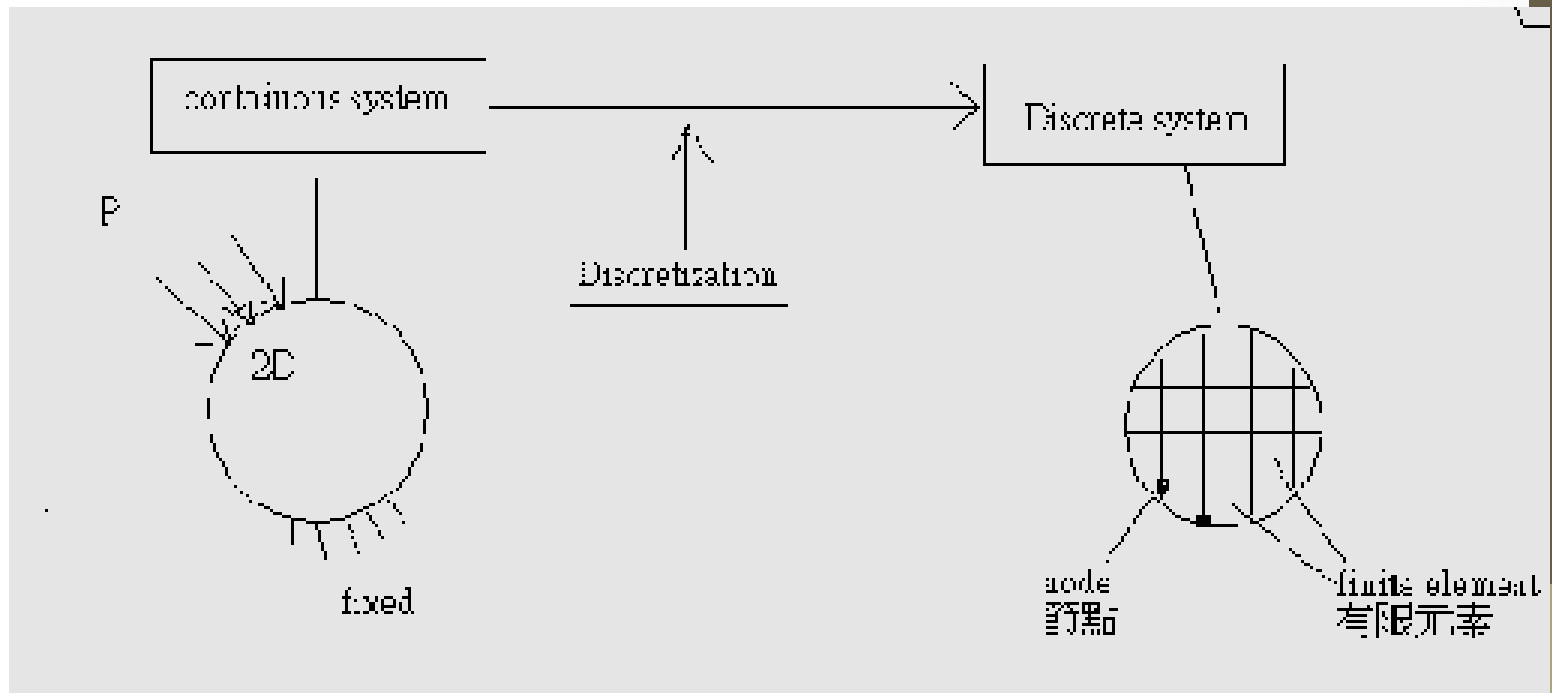 continuous system
Discrete system
P
Discretization
2D
fixed
node
節點
finite element
有限元素